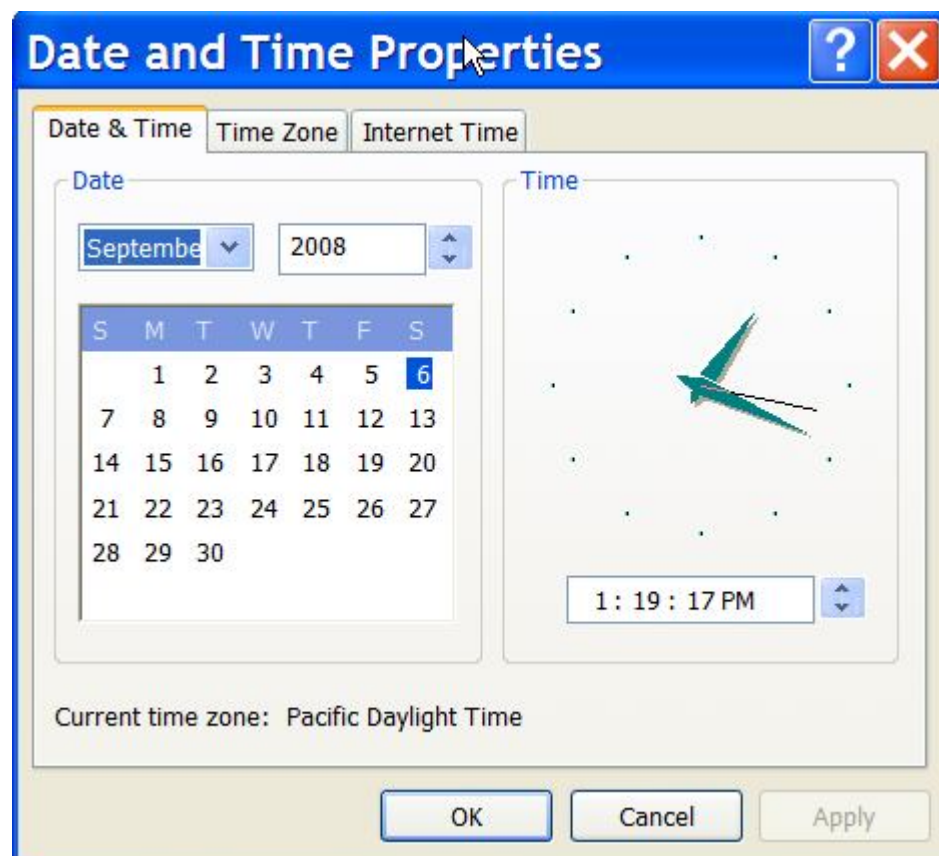 Date and Time Properties
Date & Time Time Zone Internet Time
Date
Septembe 2008
S M T W T F S
1 2 3 4 5 6
7 8 9 10 11 12 13
14 15 16 17 18 19 20
21 22 23 24 25 26 27
28 29 30
Time
1 : 19 : 17 PM
Current time zone: Pacific Daylight Time
OK Cancel Apply